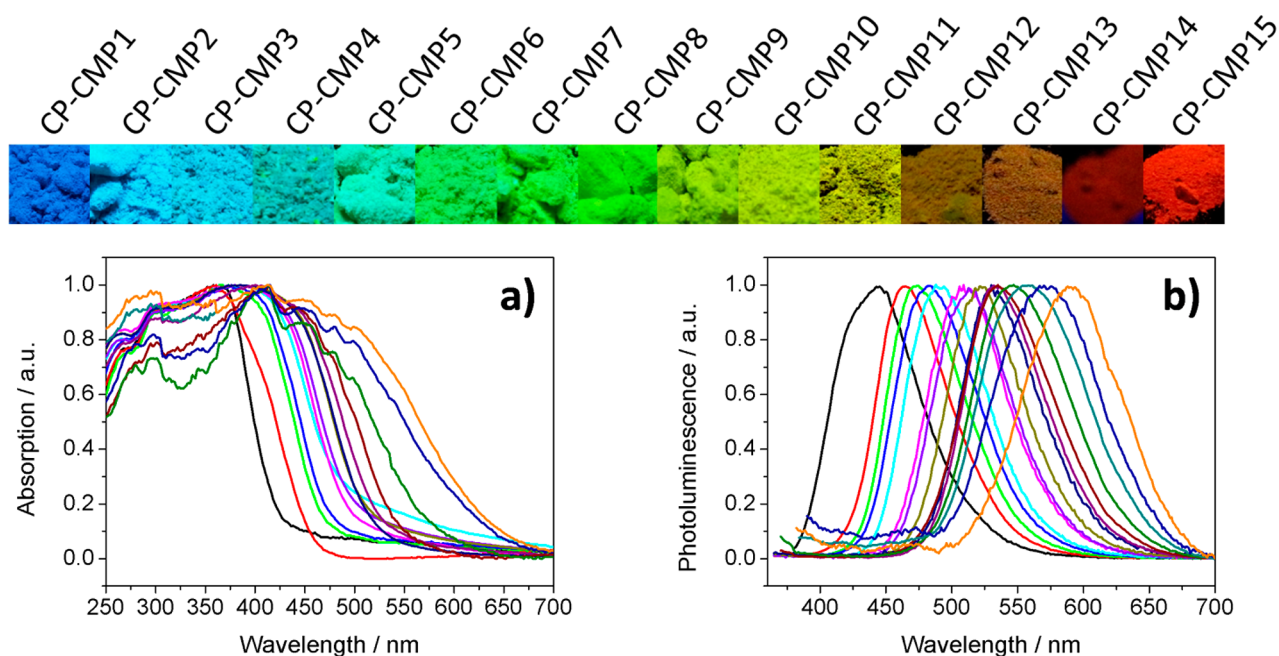 CP-CMP1
CP-CMP2
CP-CMP3
CP-CMP4
CP-CMP5
CP-CMP6
CP-CMP7
CP-CMP8
CP-CMP9
CP-CMP10
CP-CMP11
CP-CMP12
CP-CMP13
CP-CMP14
CP-CMP15
a)
Absorption / a.u.
1.0
0.8
0.6
0.4
0.2
0.0
250 300 350 400 450 500 550 600 650 700
Wavelength / nm
b)
Photoluminescence / a.u.
1.0
0.8
0.6
0.4
0.2
0.0
400 450 500 550 600 650 700
Wavelength / nm